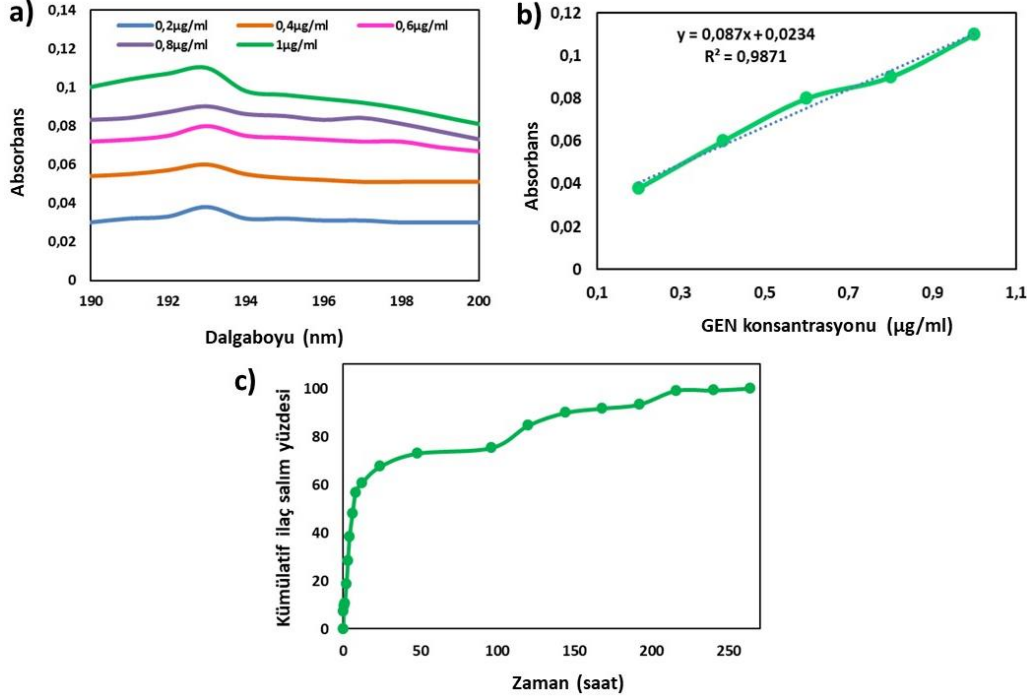 a)
0,2µg/ml 0,4µg/ml 0,6µg/ml
0,8µg/ml 1µg/ml
0,14
0,12
0,1
0,08
0,06
0,04
0,02
0
Absorbans
190 192 194 196 198 200
Dalgaboyu (nm)
b)
y = 0,087x + 0,0234
R² = 0,9871
0,12
0,1
0,08
0,06
0,04
0,02
0
Absorbans
0,1 0,3 0,5 0,7 0,9 1,1
GEN konsantrasyonu (µg/ml)
c)
100
80
60
40
20
0
Kümülatif ilaç salım yüzdesi
0 50 100 150 200 250
Zaman (saat)